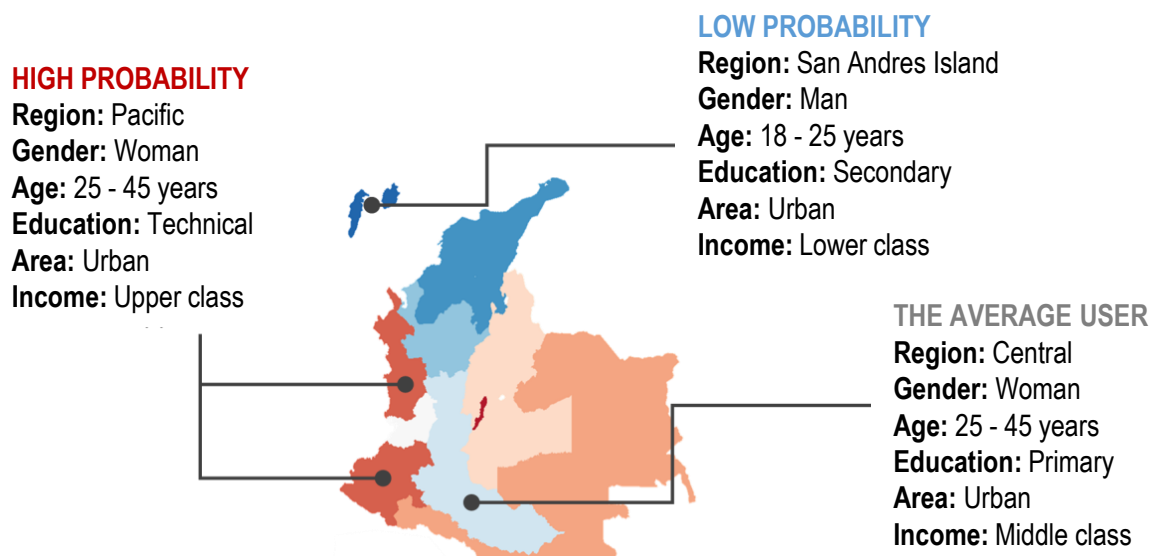 HIGH PROBABILITY
Region: Pacific
Gender: Woman
Age: 25 - 45 years
Education: Technical
Area: Urban
Income: Upper class
LOW PROBABILITY
Region: San Andres Island
Gender: Man
Age: 18 - 25 years
Education: Secondary
Area: Urban
Income: Lower class
THE AVERAGE USER
Region: Central
Gender: Woman
Age: 25 - 45 years
Education: Primary
Area: Urban
Income: Middle class